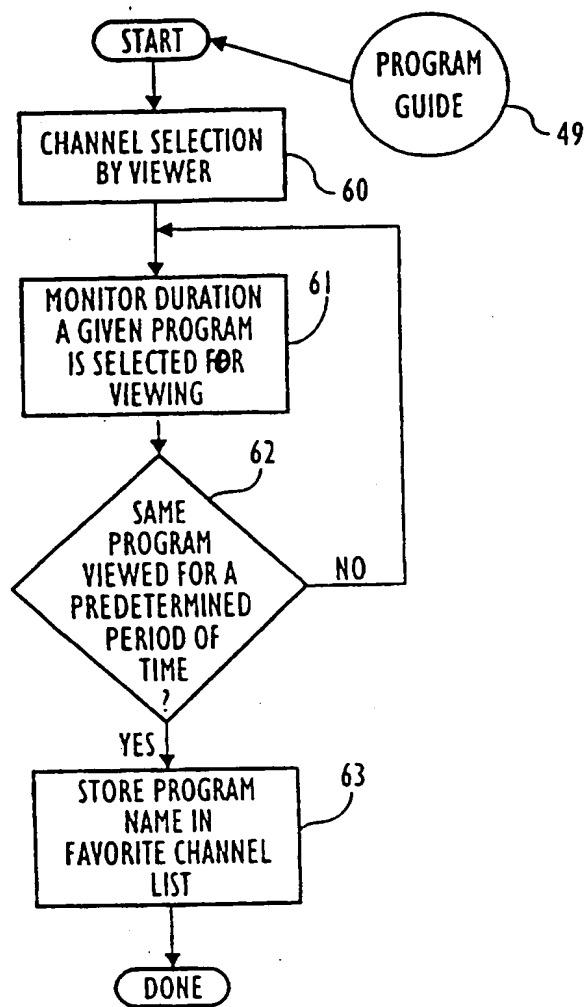 START
PROGRAM
GUIDE
49
CHANNEL SELECTION
BY VIEWER
60
MONITOR DURATION
A GIVEN PROGRAM
IS SELECTED FOR
VIEWING
61
62
SAME
PROGRAM
VIEWED FOR A
PREDETERMINED
PERIOD OF
TIME
?
NO
YES
STORE PROGRAM
NAME IN
FAVORITE CHANNEL
LIST
63
DONE